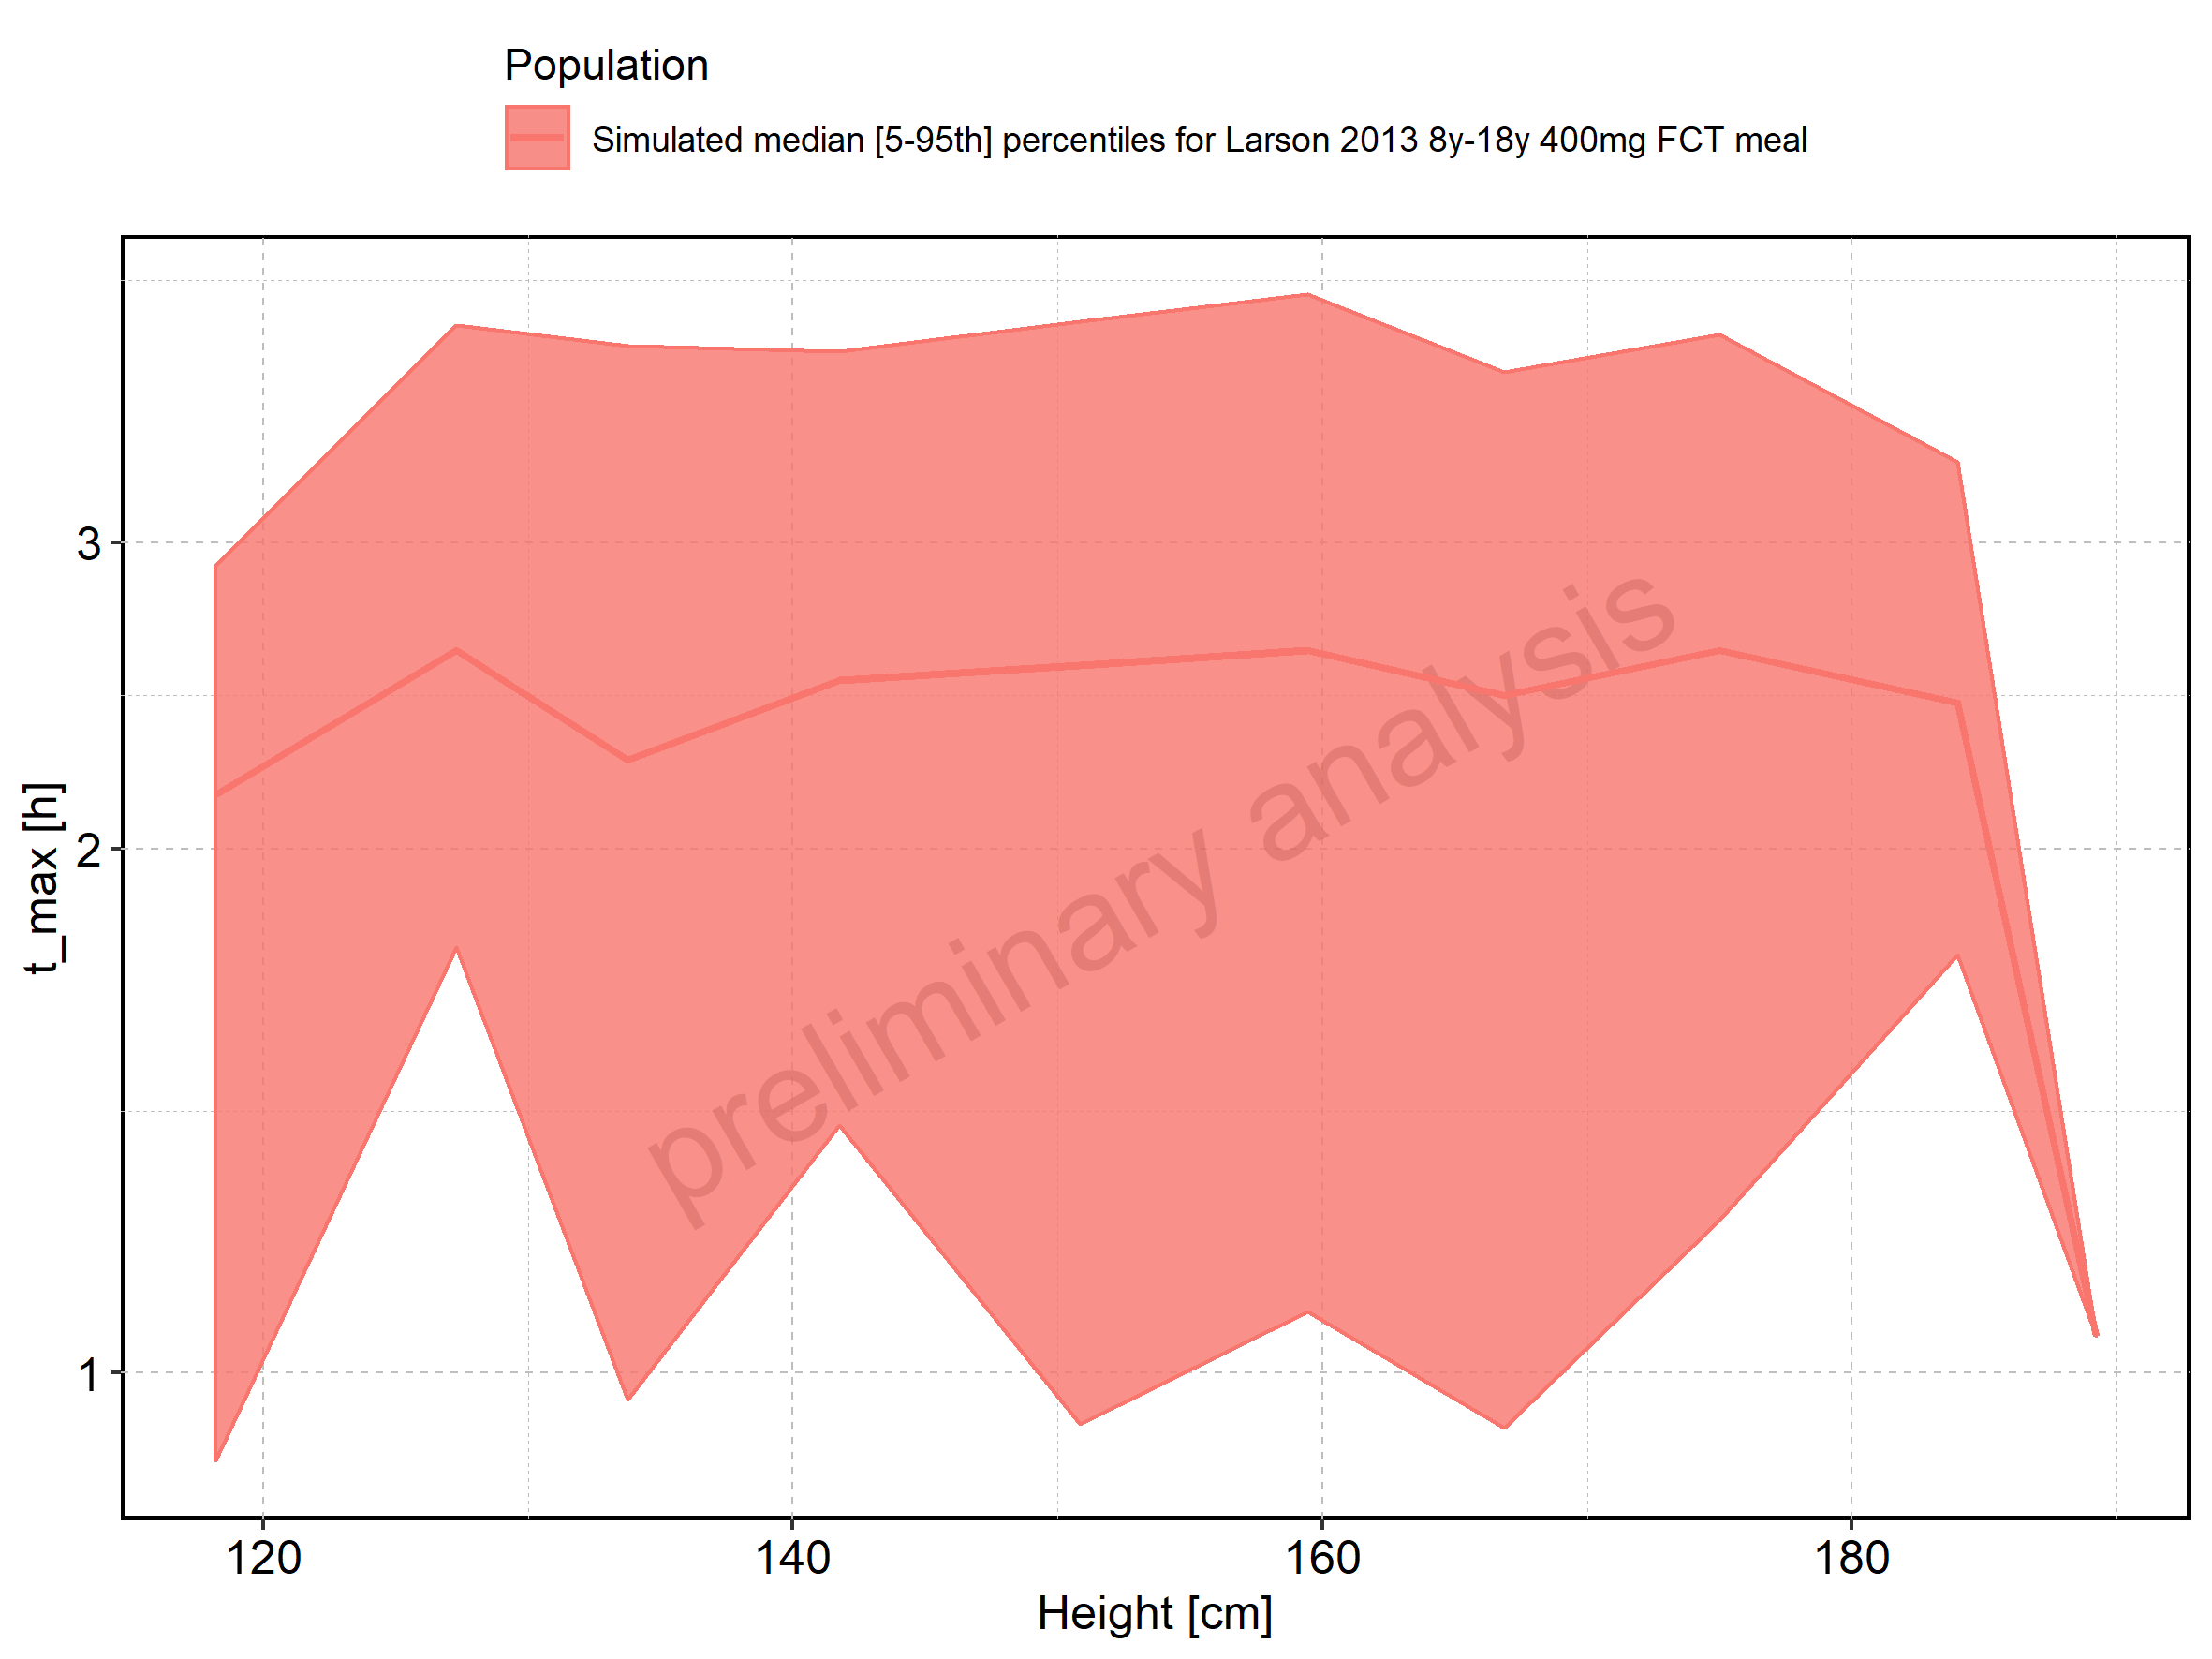 Population
Simulated median [5-95th] percentiles for Larson 2013 8y-18y 400mg FCT meal
3
2
1
t_max [h]
preliminary analysis
120 140 160 180
Height [cm]